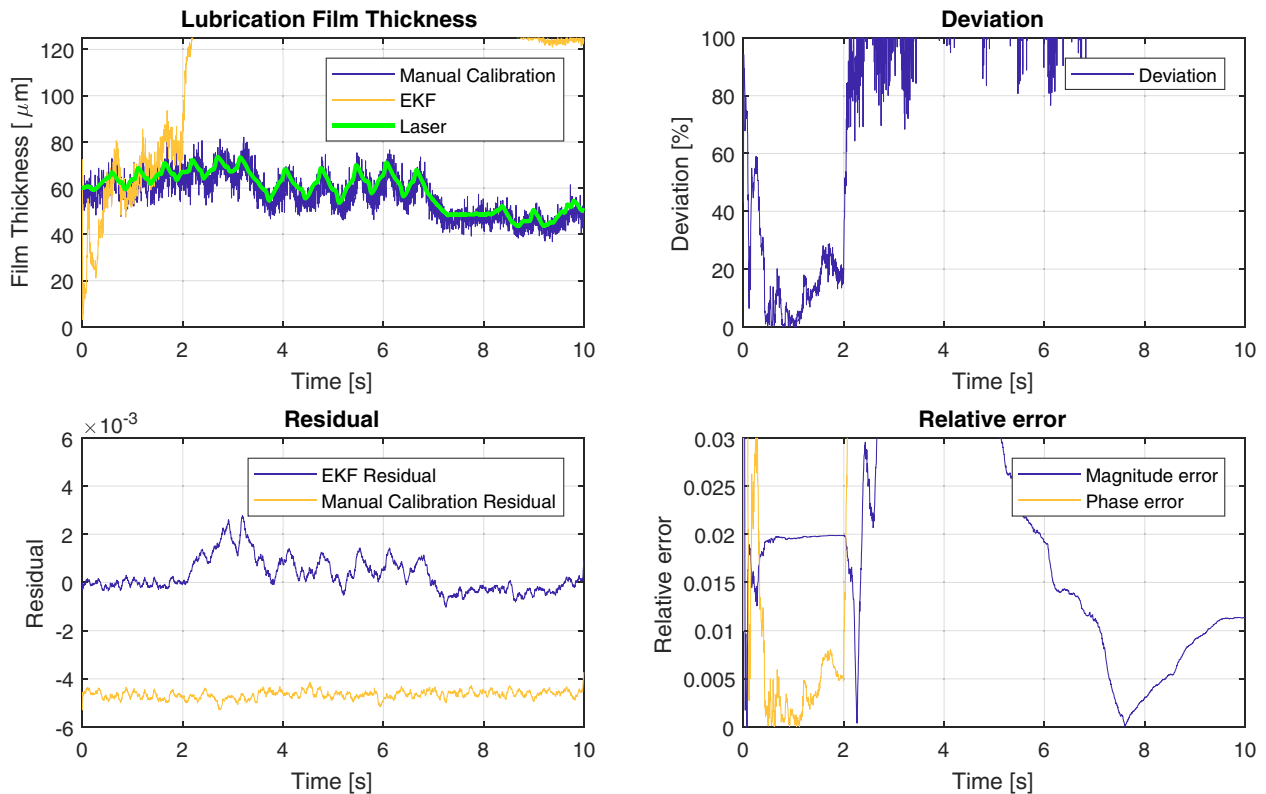 Lubrication Film Thickness
120
100
80
60
40
20
0
Film Thickness [ μm]
Manual Calibration
EKF
Laser
0 2 4 6 8 10
Time [s]
Deviation
100
80
60
40
20
0
Deviation [%]
Deviation
0 2 4 6 8 10
Time [s]
Residual
×10-3
6
4
2
0
-2
-4
-6
Residual
EKF Residual
Manual Calibration Residual
0 2 4 6 8 10
Time [s]
Relative error
0.03
0.025
0.02
0.015
0.01
0.005
0
Relative error
Magnitude error
Phase error
0 2 4 6 8 10
Time [s]